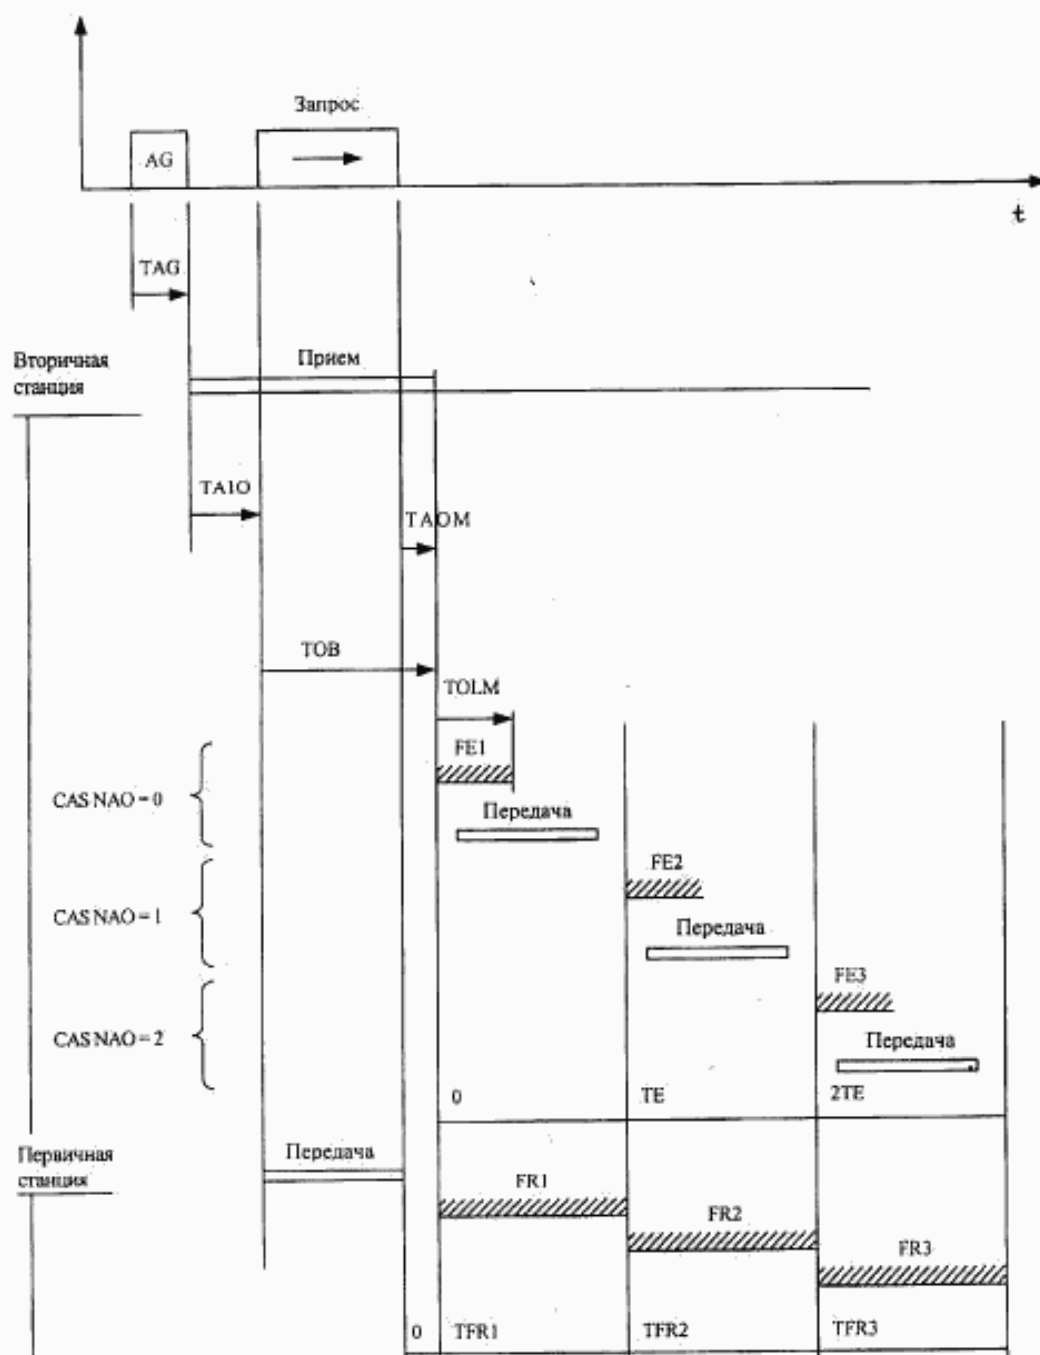 Запрос
AG
t
TAG
Вторичная
станция
Прием
TA1O
TAOM
TOB
TOLM
FE1
CAS NAO = 0
Передача
FE2
CAS NAO = 1
Передача
FE3
CAS NAO = 2
Передача
0
TE
2TE
Первичная
станция
Передача
FR1
FR2
FR3
0
TFR1
TFR2
TFR3